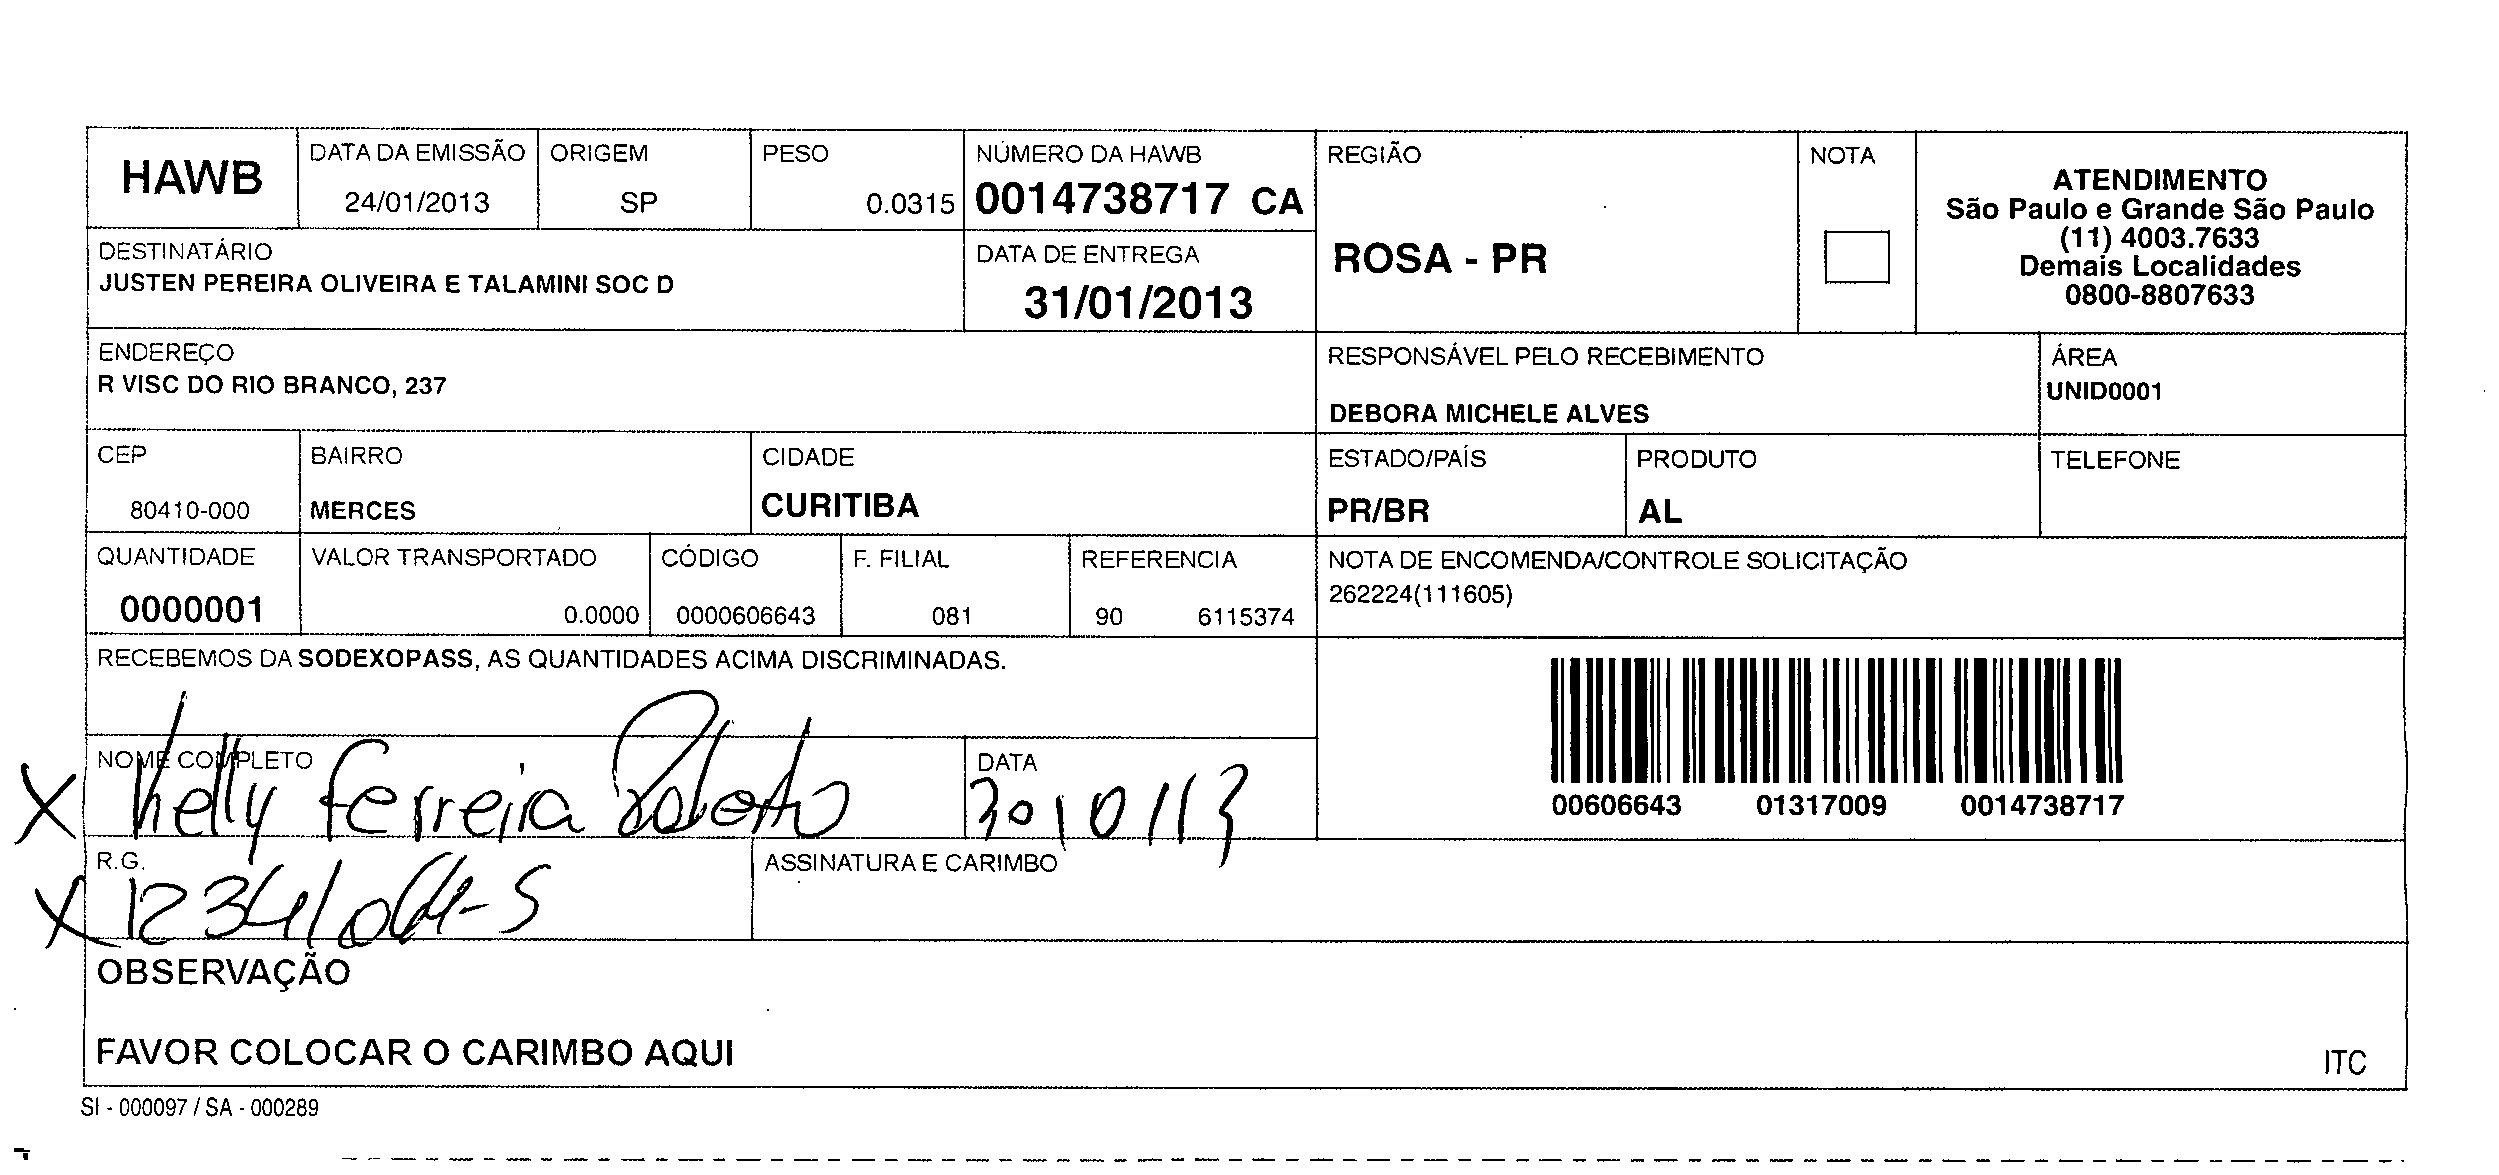 HAWB
DATA DA EMISSÃO
24/01/2013
ORIGEM
SP
PESO
0.0315
NÚMERO DA HAWB
0014738717 CA
REGIÃO
ROSA - PR
NOTA
ATENDIMENTO
São Paulo e Grande São Paulo
(11) 4003.7633
Demais Localidades
0800-8807633
DESTINATÁRIO
JUSTEN PEREIRA OLIVEIRA E TALAMINI SOC D
DATA DE ENTREGA
31/01/2013
ENDEREÇO
R VISC DO RIO BRANCO, 237
RESPONSÁVEL PELO RECEBIMENTO
DEBORA MICHELE ALVES
ÁREA
UNID0001
CEP
80410-000
BAIRRO
MERCES
CIDADE
CURITIBA
ESTADO/PAÍS
PR/BR
PRODUTO
AL
TELEFONE
QUANTIDADE
0000001
VALOR TRANSPORTADO
0.0000
CÓDIGO
0000606643
F. FILIAL
081
REFERENCIA
90 6115374
NOTA DE ENCOMENDA/CONTROLE SOLICITAÇÃO
262224(111605)
RECEBEMOS DA SODEXOPASS, AS QUANTIDADES ACIMA DISCRIMINADAS.
00606643 01317009 0014738717
NOME COMPLETO
X Kelly Ferreira
DATA
R.G.
X
ASSINATURA E CARIMBO
OBSERVAÇÃO
FAVOR COLOCAR O CARIMBO AQUI
ITC
SI - 000097 / SA - 000289